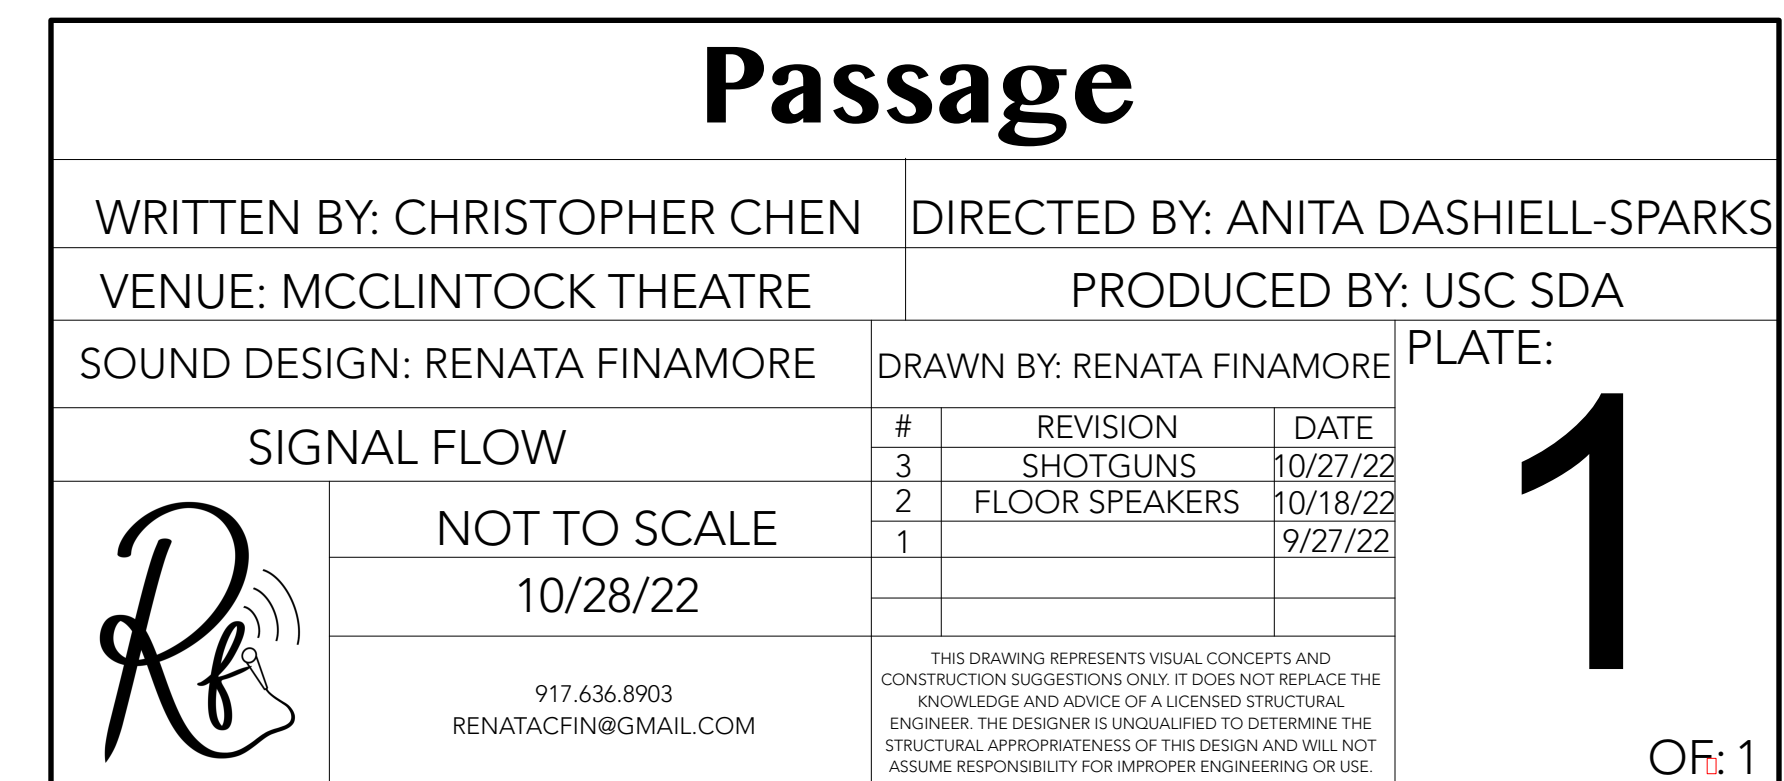 Passage
WRITTEN BY: CHRISTOPHER CHEN
DIRECTED BY: ANITA DASHIELL-SPARKS
VENUE: MCCLINTOCK THEATRE
PRODUCED BY: USC SDA
SOUND DESIGN: RENATA FINAMORE
DRAWN BY: RENATA FINAMORE
PLATE:
1
SIGNAL FLOW
# REVISION DATE
3 SHOTGUNS 10/27/22
2 FLOOR SPEAKERS 10/18/22
1 9/27/22
Rf
NOT TO SCALE
10/28/22
917.636.8903
RENATACFIN@GMAIL.COM
THIS DRAWING REPRESENTS VISUAL CONCEPTS AND
CONSTRUCTION SUGGESTIONS ONLY. IT DOES NOT REPLACE THE
KNOWLEDGE AND ADVICE OF A LICENSED STRUCTURAL
ENGINEER. THE DESIGNER IS UNQUALIFIED TO DETERMINE THE
STRUCTURAL APPROPRIATENESS OF THIS DESIGN AND WILL NOT
ASSUME RESPONSIBILITY FOR IMPROPER ENGINEERING OR USE.
OF: 1